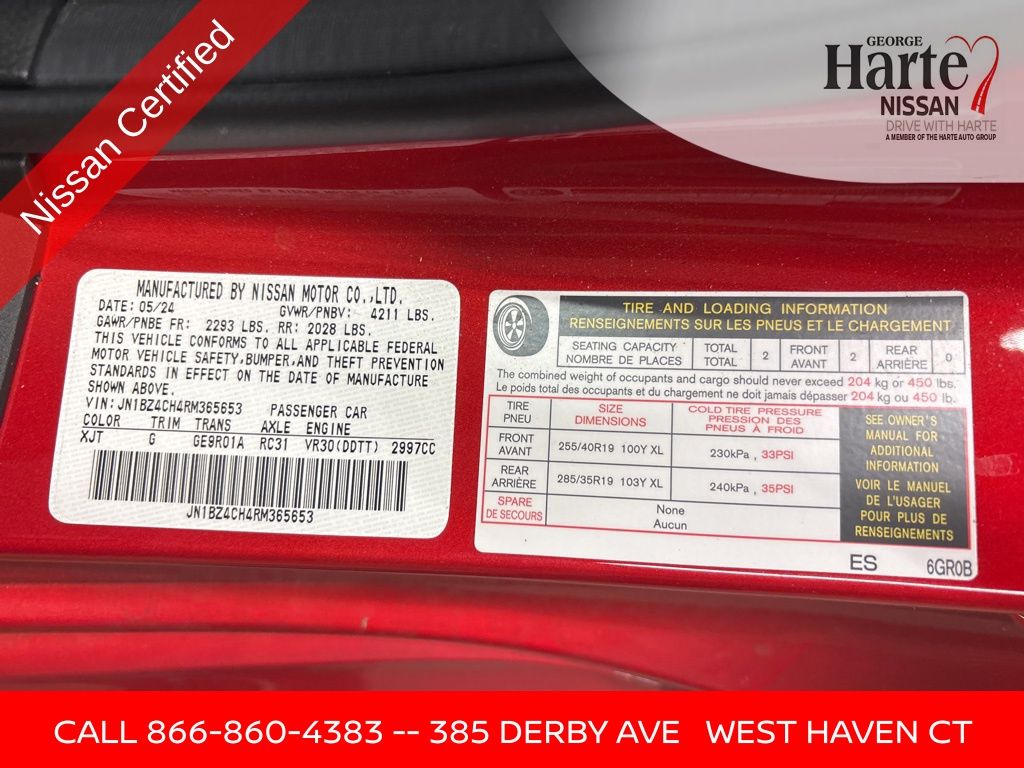 Nissan Certified
GEORGE
Harte
NISSAN
DRIVE WITH HARTE
A MEMBER OF THE HARTE AUTO GROUP
MANUFACTURED BY NISSAN MOTOR CO.,LTD.
DATE: 05/24 GVWR/PNBV: 4211 LBS.
GAWR/PNBE FR: 2293 LBS. RR: 2028 LBS.
THIS VEHICLE CONFORMS TO ALL APPLICABLE FEDERAL
MOTOR VEHICLE SAFETY,BUMPER,AND THEFT PREVENTION
STANDARDS IN EFFECT ON THE DATE OF MANUFACTURE
SHOWN ABOVE.
VIN: JN1BZ4CH4RM365653 PASSENGER CAR
COLOR TRIM TRANS AXLE ENGINE
XJT G GE9R01A RC31 VR30(DDTT) 2997CC
JN1BZ4CH4RM365653
TIRE AND LOADING INFORMATION
RENSEIGNEMENTS SUR LES PNEUS ET LE CHARGEMENT
SEATING CAPACITY TOTAL 2 FRONT 2 REAR 0
NOMBRE DE PLACES TOTAL AVANT ARRIÈRE
The combined weight of occupants and cargo should never exceed 204 kg or 450 lbs.
Le poids total des occupants et du chargement ne doit jamais dépasser 204 kg ou 450 lb.
TIRE SIZE COLD TIRE PRESSURE
PNEU DIMENSIONS PRESSION DES PNEUS À FROID
FRONT
AVANT 255/40R19 100Y XL 230kPa , 33PSI
REAR
ARRIÈRE 285/35R19 103Y XL 240kPa , 35PSI
SPARE None
DE SECOURS Aucun
SEE OWNER'S
MANUAL FOR
ADDITIONAL
INFORMATION
VOIR LE MANUEL
DE L'USAGER
POUR PLUS DE
RENSEIGNEMENTS
ES 6GR0B
CALL 866-860-4383 -- 385 DERBY AVE WEST HAVEN CT